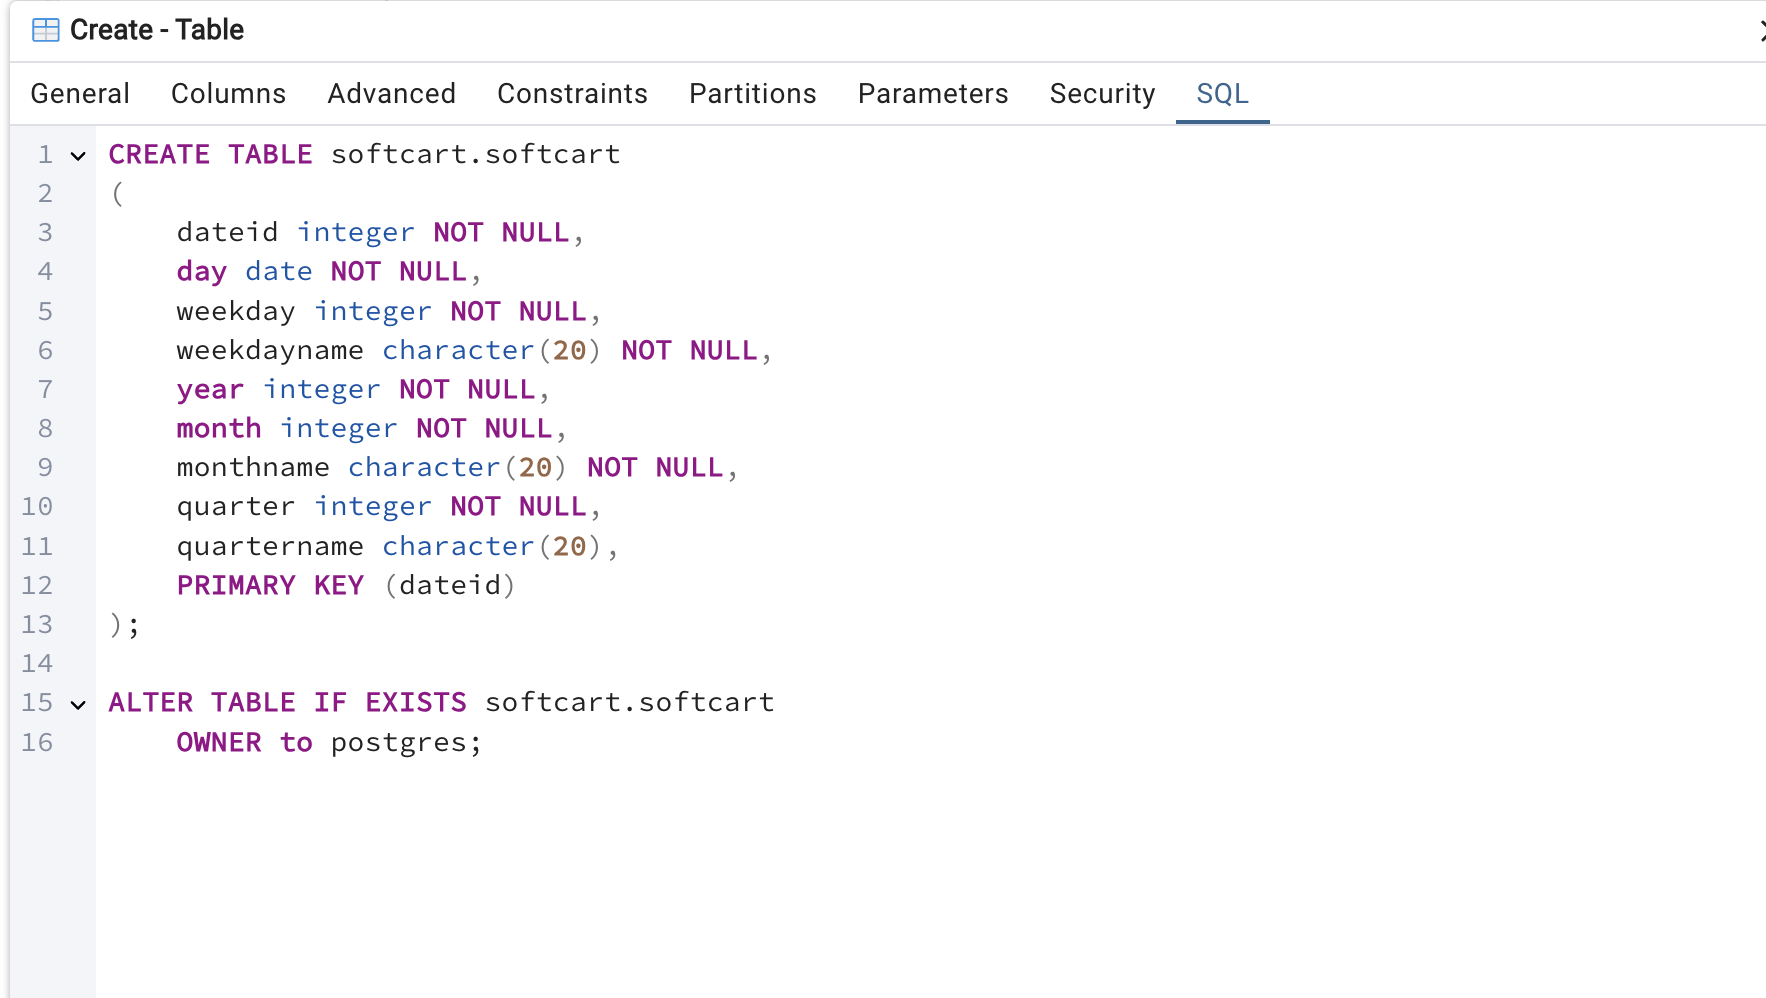 Create - Table
General Columns Advanced Constraints Partitions Parameters Security SQL
1 CREATE TABLE softcart.softcart
2 (
3 dateid integer NOT NULL,
4 day date NOT NULL,
5 weekday integer NOT NULL,
6 weekdayname character(20) NOT NULL,
7 year integer NOT NULL,
8 month integer NOT NULL,
9 monthname character(20) NOT NULL,
10 quarter integer NOT NULL,
11 quartername character(20),
12 PRIMARY KEY (dateid)
13 );
14
15 ALTER TABLE IF EXISTS softcart.softcart
16 OWNER to postgres;